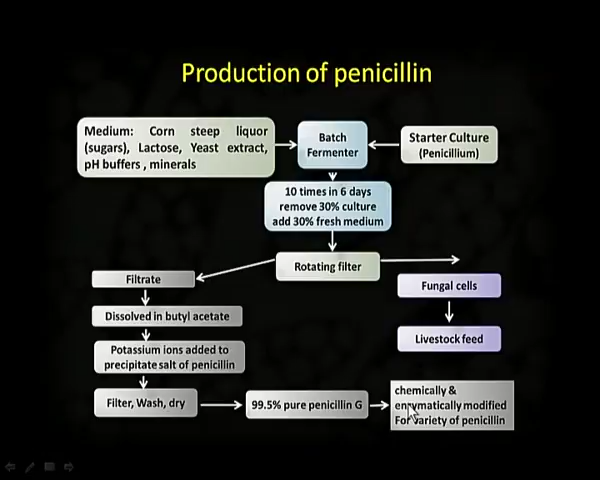 Production of penicillin
Medium: Corn steep liquor
(sugars), Lactose, Yeast extract,
pH buffers , minerals
Batch
Fermenter
Starter Culture
(Penicillium)
10 times in 6 days
remove 30% culture
add 30% fresh medium
Rotating filter
Filtrate
Fungal cells
Dissolved in butyl acetate
Livestock feed
Potassium ions added to
precipitate salt of penicillin
Filter, Wash, dry
99.5% pure penicillin G
chemically &
enzymatically modified
For variety of penicillin